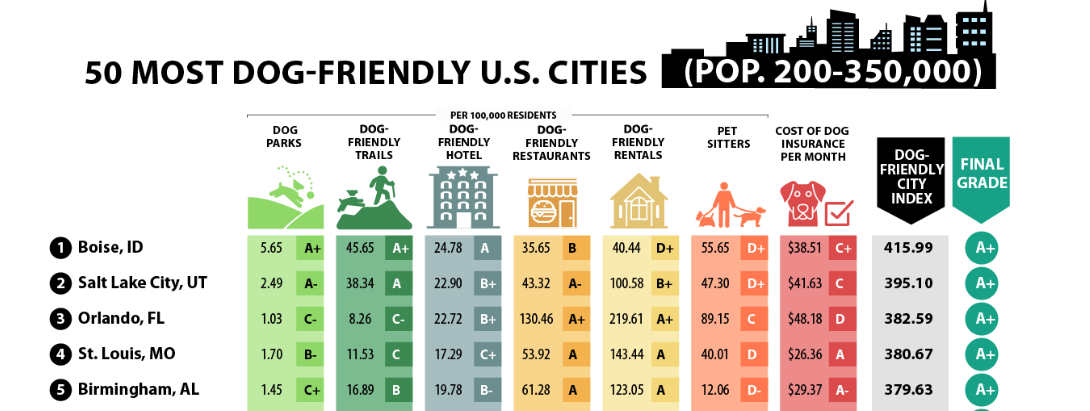 50 MOST DOG-FRIENDLY U.S. CITIES (POP. 200-350,000)
PER 100,000 RESIDENTS
DOG
PARKS
DOG-
FRIENDLY
TRAILS
DOG-
FRIENDLY
HOTEL
DOG-
FRIENDLY
RESTAURANTS
DOG-
FRIENDLY
RENTALS
PET
SITTERS
COST OF DOG
INSURANCE
PER MONTH
DOG-
FRIENDLY
CITY
INDEX
FINAL
GRADE
1 Boise, ID 5.65 A+ 45.65 A+ 24.78 A 35.65 B 40.44 D+ 55.65 D+ $38.51 C+ 415.99 A+
2 Salt Lake City, UT 2.49 A- 38.34 A 22.90 B+ 43.32 A- 100.58 B+ 47.30 D+ $41.63 C 395.10 A+
3 Orlando, FL 1.03 C- 8.26 C- 22.72 B+ 130.46 A+ 219.61 A+ 89.15 C $48.18 D 382.59 A+
4 St. Louis, MO 1.70 B- 11.53 C 17.29 C+ 53.92 A 143.44 A 40.01 D $26.36 A 380.67 A+
5 Birmingham, AL 1.45 C+ 16.89 B 19.78 B- 61.28 A 123.05 A 12.06 D- $29.37 A- 379.63 A+